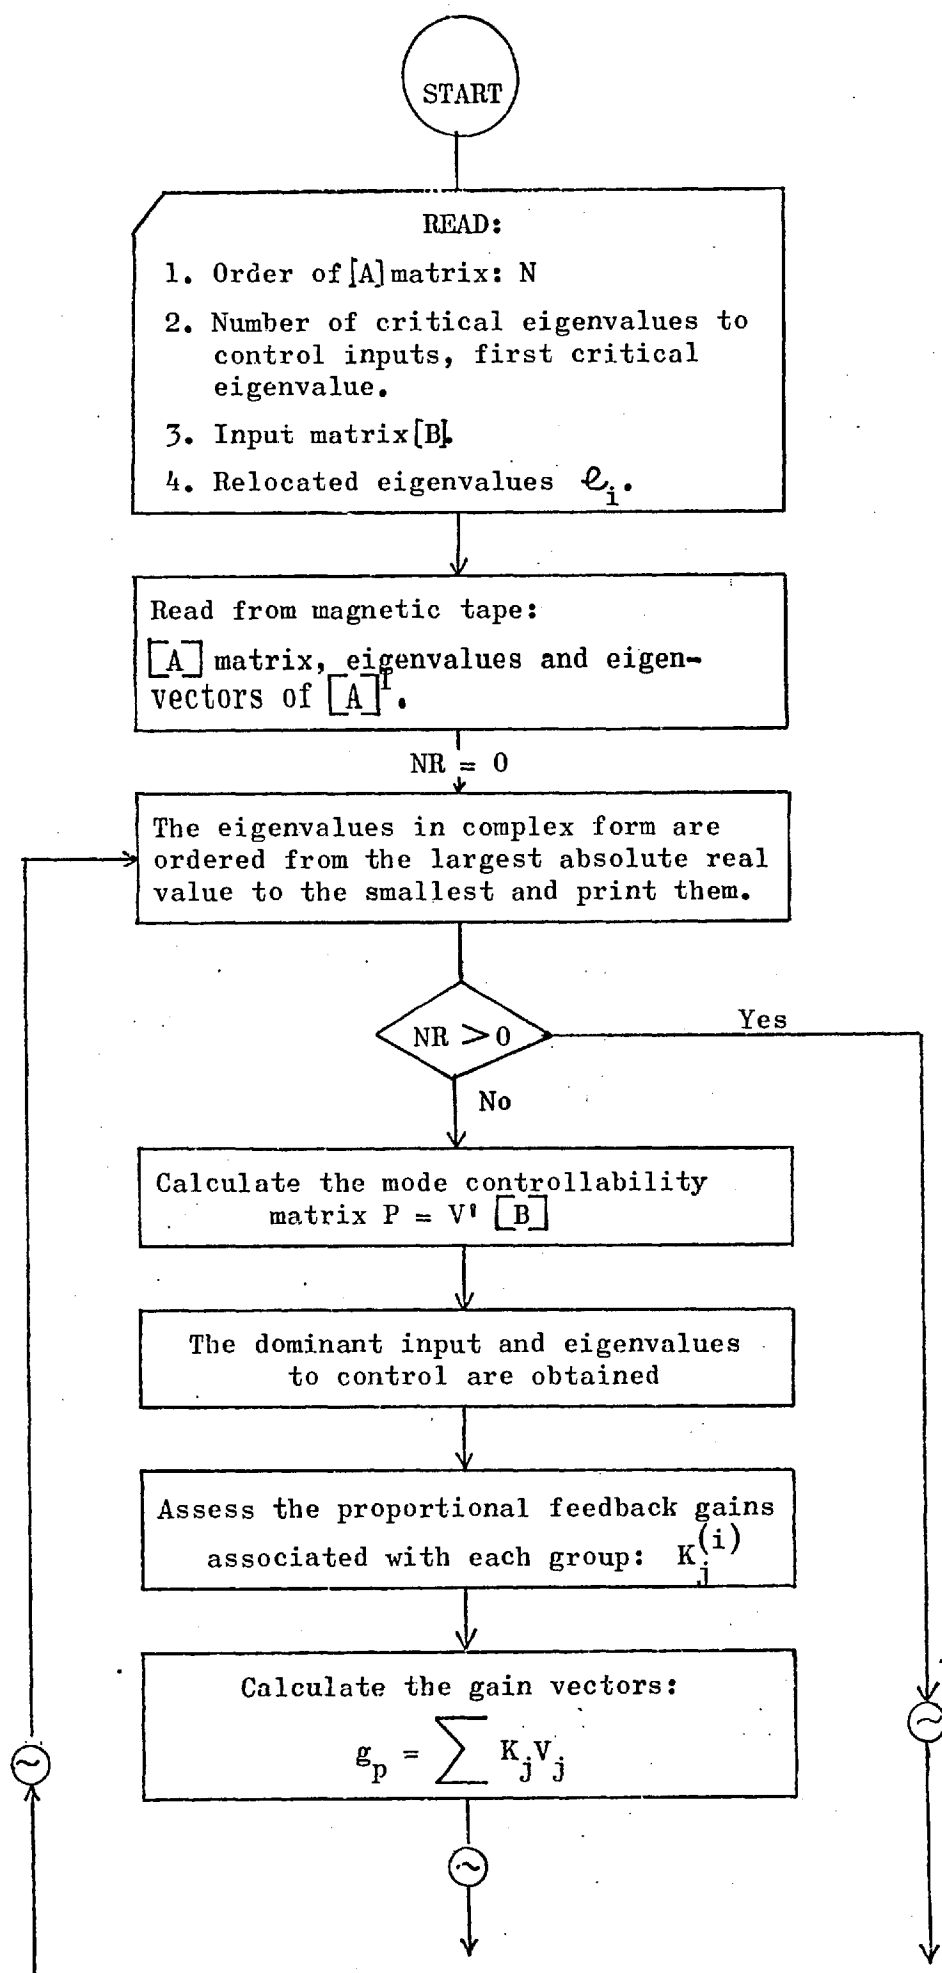 START
READ:
1. Order of [A] matrix: N
2. Number of critical eigenvalues to
control inputs, first critical
eigenvalue.
3. Input matrix [B].
4. Relocated eigenvalues ℓi.
Read from magnetic tape:
[A] matrix, eigenvalues and eigen-
vectors of [A]T.
NR = 0
The eigenvalues in complex form are
ordered from the largest absolute real
value to the smallest and print them.
NR > 0
Yes
No
Calculate the mode controllability
matrix P = V' [B]
The dominant input and eigenvalues
to control are obtained
Assess the proportional feedback gains
associated with each group: Kj(i)
Calculate the gain vectors:
gp = ∑ KjVj
~
~
~